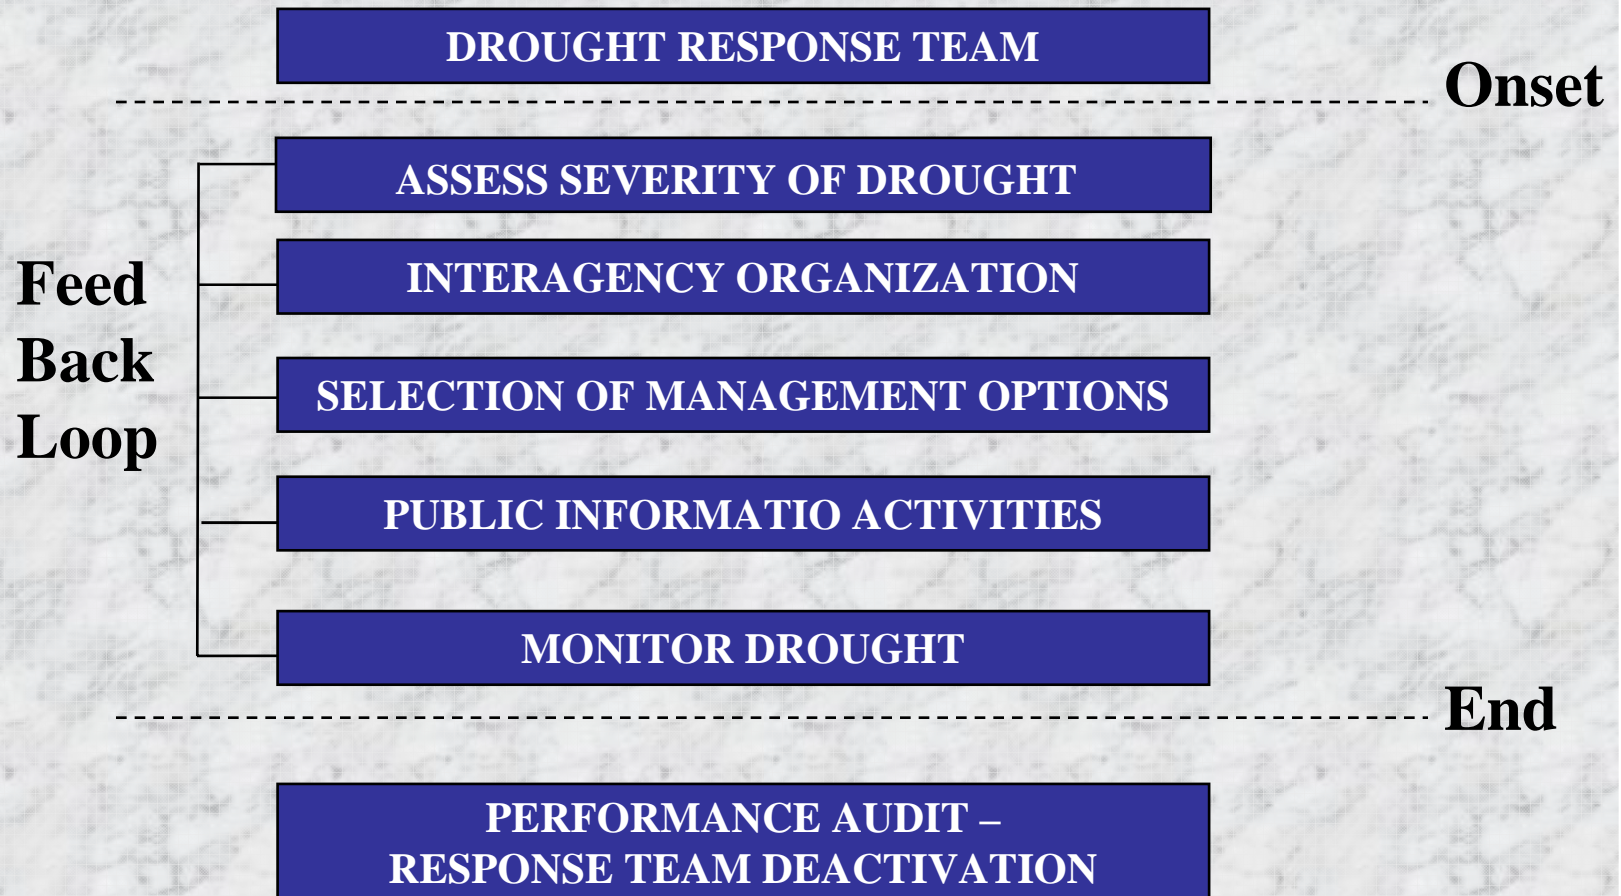 DROUGHT RESPONSE TEAM
Onset
ASSESS SEVERITY OF DROUGHT
INTERAGENCY ORGANIZATION
Feed
Back
Loop
SELECTION OF MANAGEMENT OPTIONS
PUBLIC INFORMATIO ACTIVITIES
MONITOR DROUGHT
End
PERFORMANCE AUDIT –
RESPONSE TEAM DEACTIVATION